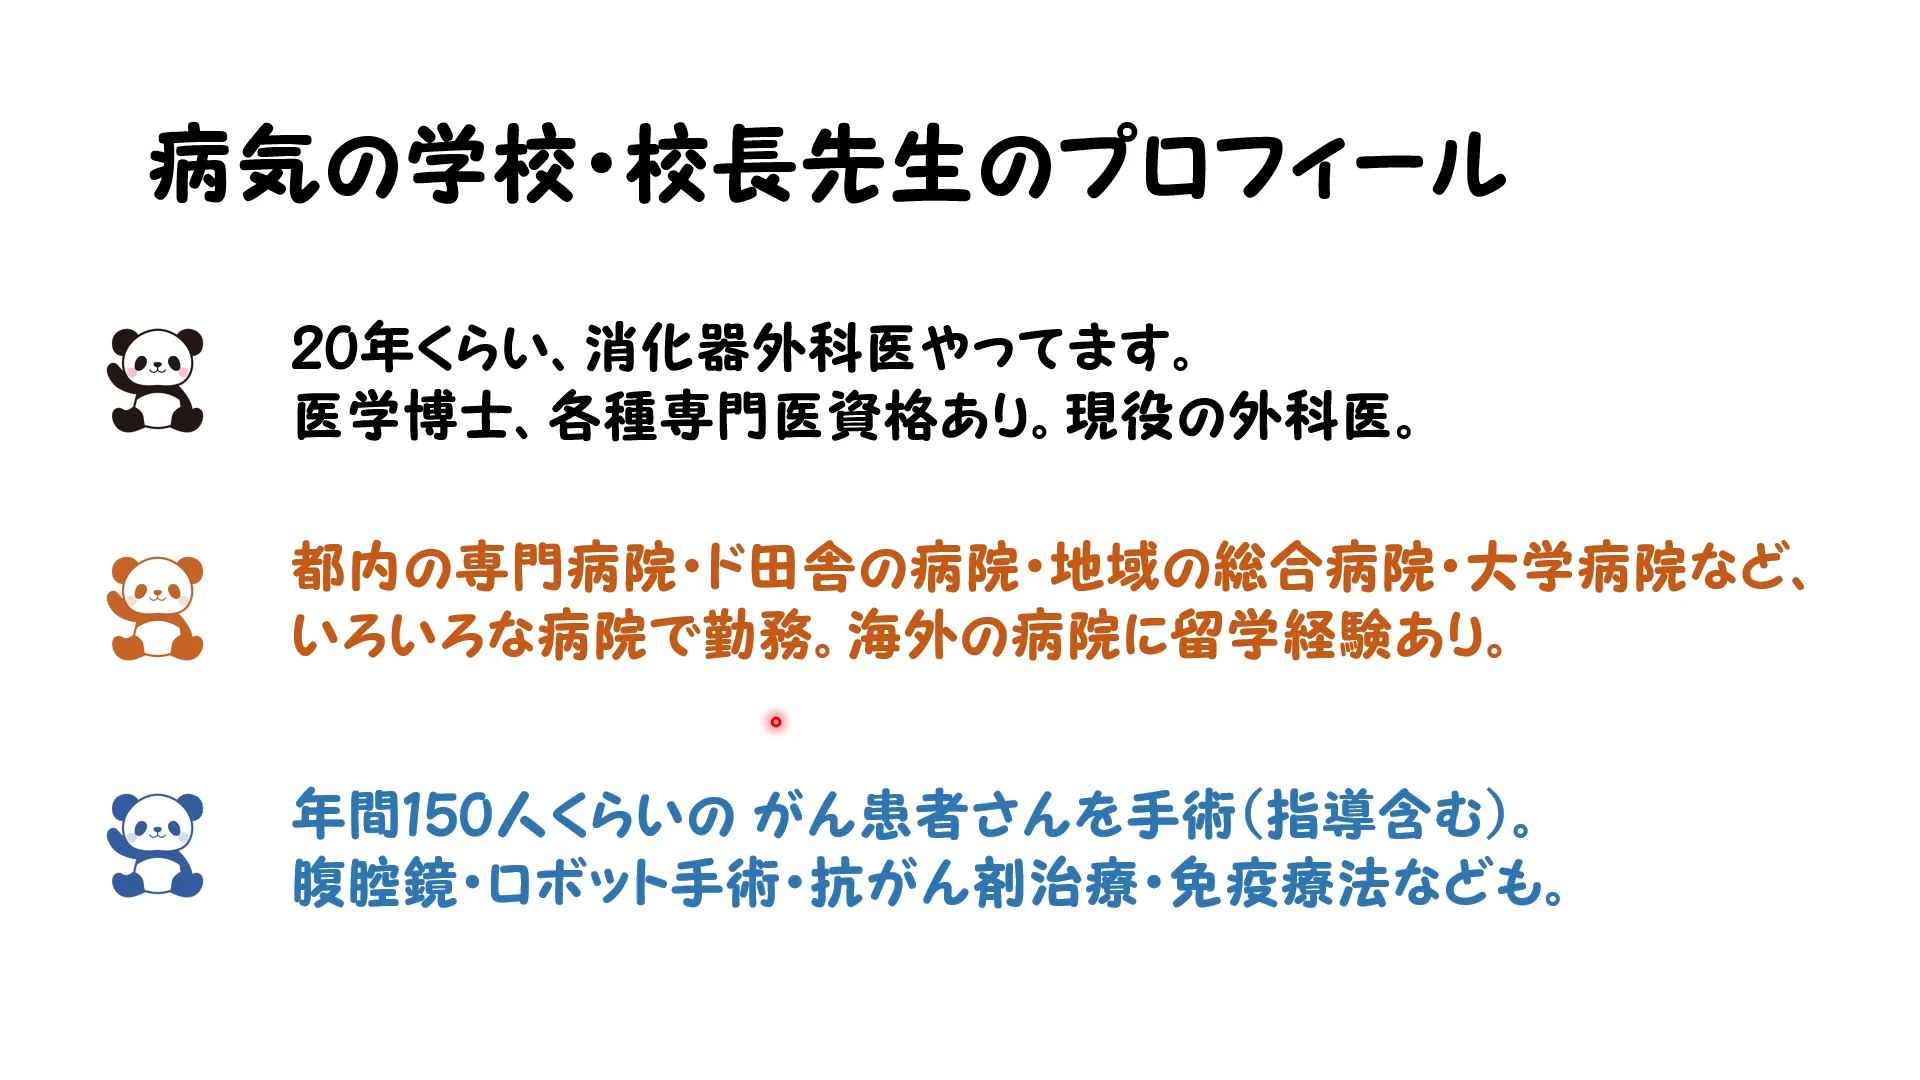 病気の学校・校長先生のプロフィール
20年くらい、消化器外科医やってます。
医学博士、各種専門医資格あり。現役の外科医。
都内の専門病院・ド田舎の病院・地域の総合病院・大学病院など、
いろいろな病院で勤務。海外の病院に留学経験あり。
年間150人くらいの がん患者さんを手術（指導含む）。
腹腔鏡・ロボット手術・抗がん剤治療・免疫療法なども。